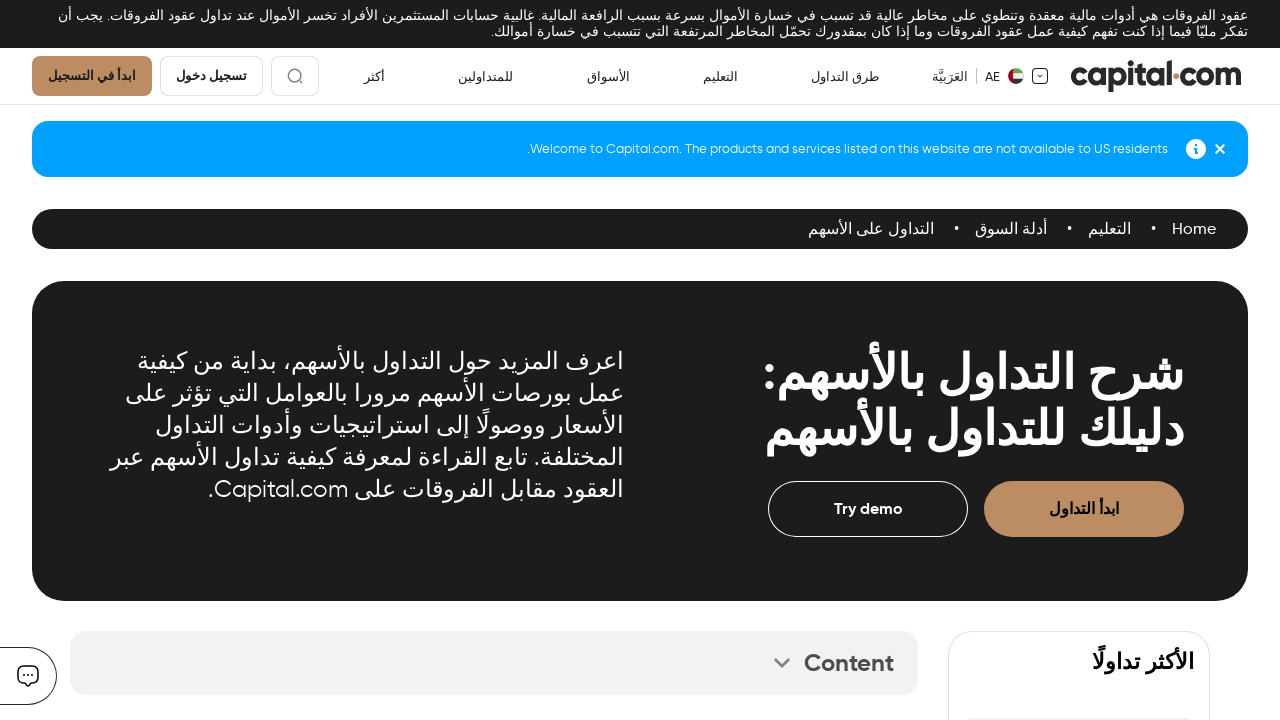 عقود الفروقات هي أدوات مالية معقدة وتنطوي على مخاطر عالية قد تسبب في خسارة الأموال بسرعة بسبب الرافعة المالية. غالبية حسابات المستثمرين الأفراد تخسر الأموال عند تداول عقود الفروقات. يجب أن
تفكر مليّا فيما إذا كنت تفهم كيفية عمل عقود الفروقات وما إذا كان بمقدورك تحمّل المخاطر المرتفعة التي تتسبب في خسارة أموالك.
capital.com
AE
العَرَبيَّة
طرق التداول
التعليم
الأسواق
للمتداولين
أكثر
تسجيل دخول
ابدأ في التسجيل
Welcome to Capital.com. The products and services listed on this website are not available to US residents.
Home • التعليم • أدلة السوق • التداول على الأسهم
شرح التداول بالأسهم:
دليلك للتداول بالأسهم
ابدأ التداول
Try demo
اعرف المزيد حول التداول بالأسهم، بداية من كيفية
عمل بورصات الأسهم مرورا بالعوامل التي تؤثر على
الأسعار ووصولًا إلى استراتيجيات وأدوات التداول
المختلفة. تابع القراءة لمعرفة كيفية تداول الأسهم عبر
العقود مقابل الفروقات على Capital.com.
الأكثر تداولًا
Content